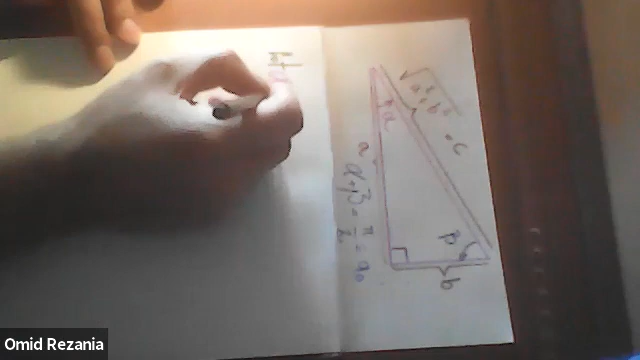 √a²+b² = c
α
a
β
b
α+β = π/2 = 90
Omid Rezania